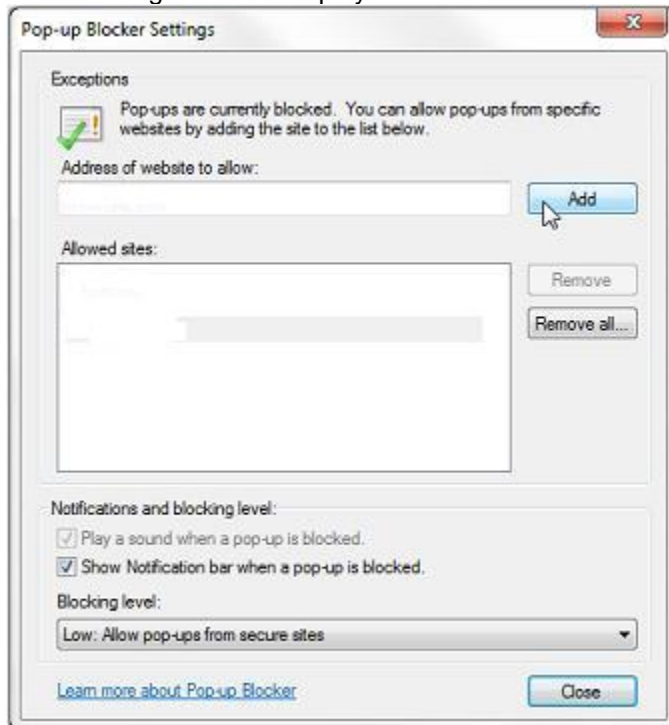 Pop-up Blocker Settings
Exceptions
Pop-ups are currently blocked. You can allow pop-ups from specific
websites by adding the site to the list below.
Address of website to allow:
Add
Allowed sites:
Remove
Remove all...
Notifications and blocking level:
Play a sound when a pop-up is blocked.
Show Notification bar when a pop-up is blocked.
Blocking level:
Low: Allow pop-ups from secure sites
Learn more about Pop-up Blocker
Close